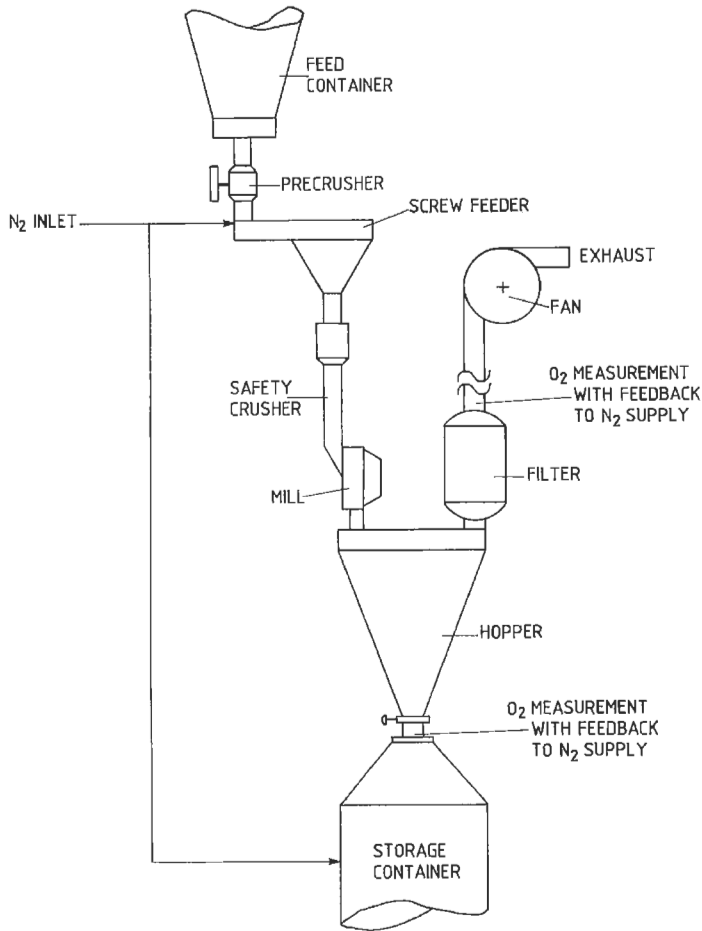 FEED
CONTAINER
PRECRUSHER
SCREW FEEDER
N₂ INLET
EXHAUST
FAN
O₂ MEASUREMENT
WITH FEEDBACK
TO N₂ SUPPLY
SAFETY
CRUSHER
FILTER
MILL
HOPPER
O₂ MEASUREMENT
WITH FEEDBACK
TO N₂ SUPPLY
STORAGE
CONTAINER